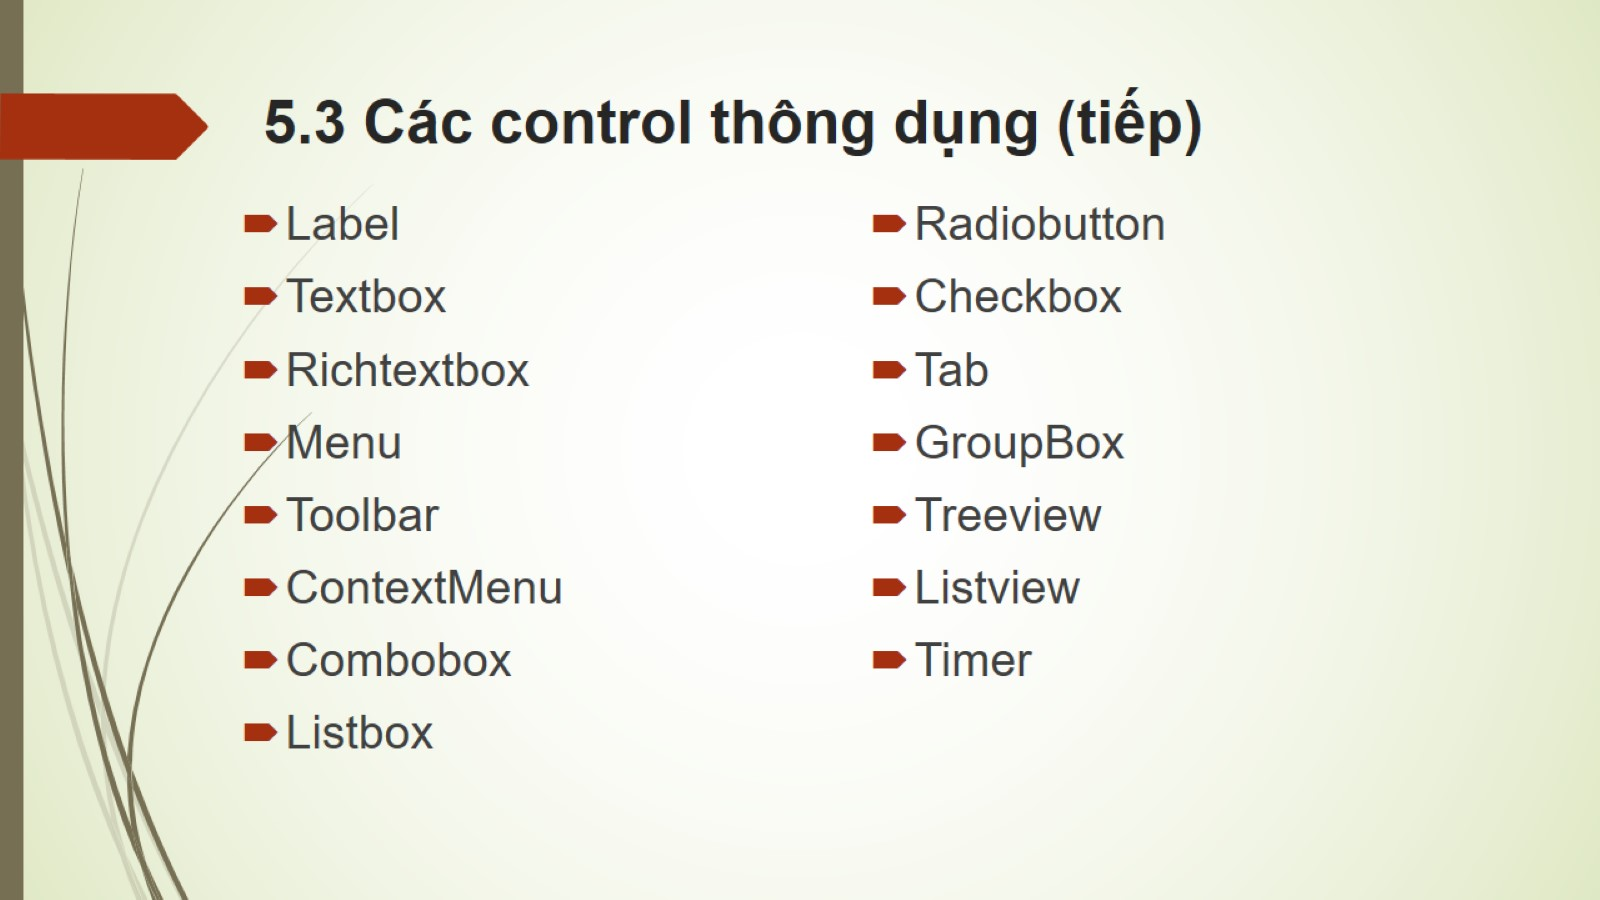 5.3 Các control thông dụng (tiếp)
Label
Textbox
Richtextbox
Menu
Toolbar
ContextMenu
Combobox
Listbox
Radiobutton
Checkbox
Tab
GroupBox
Treeview
Listview
Timer